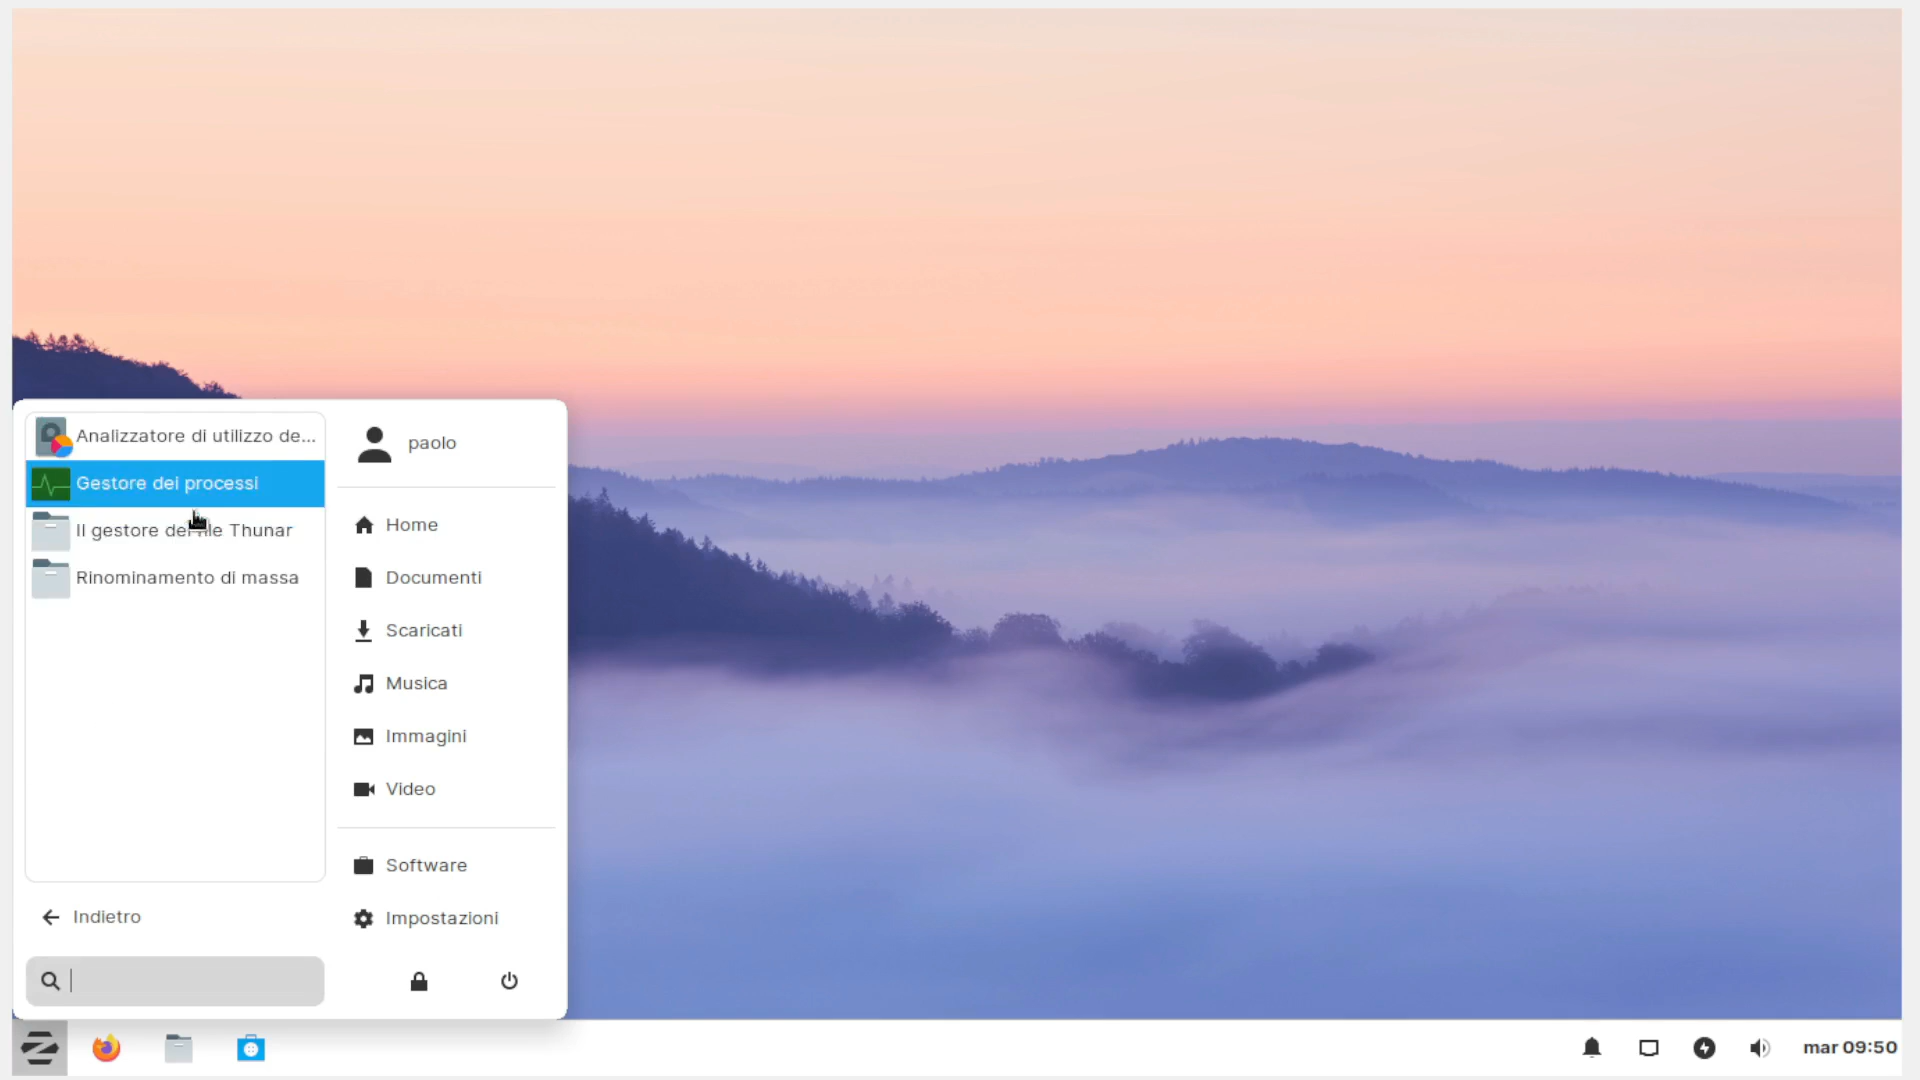 Analizzatore di utilizzo de...
Gestore dei processi
Il gestore dei file Thunar
Rinominamento di massa
Indietro
paolo
Home
Documenti
Scaricati
Musica
Immagini
Video
Software
Impostazioni
mar 09:50